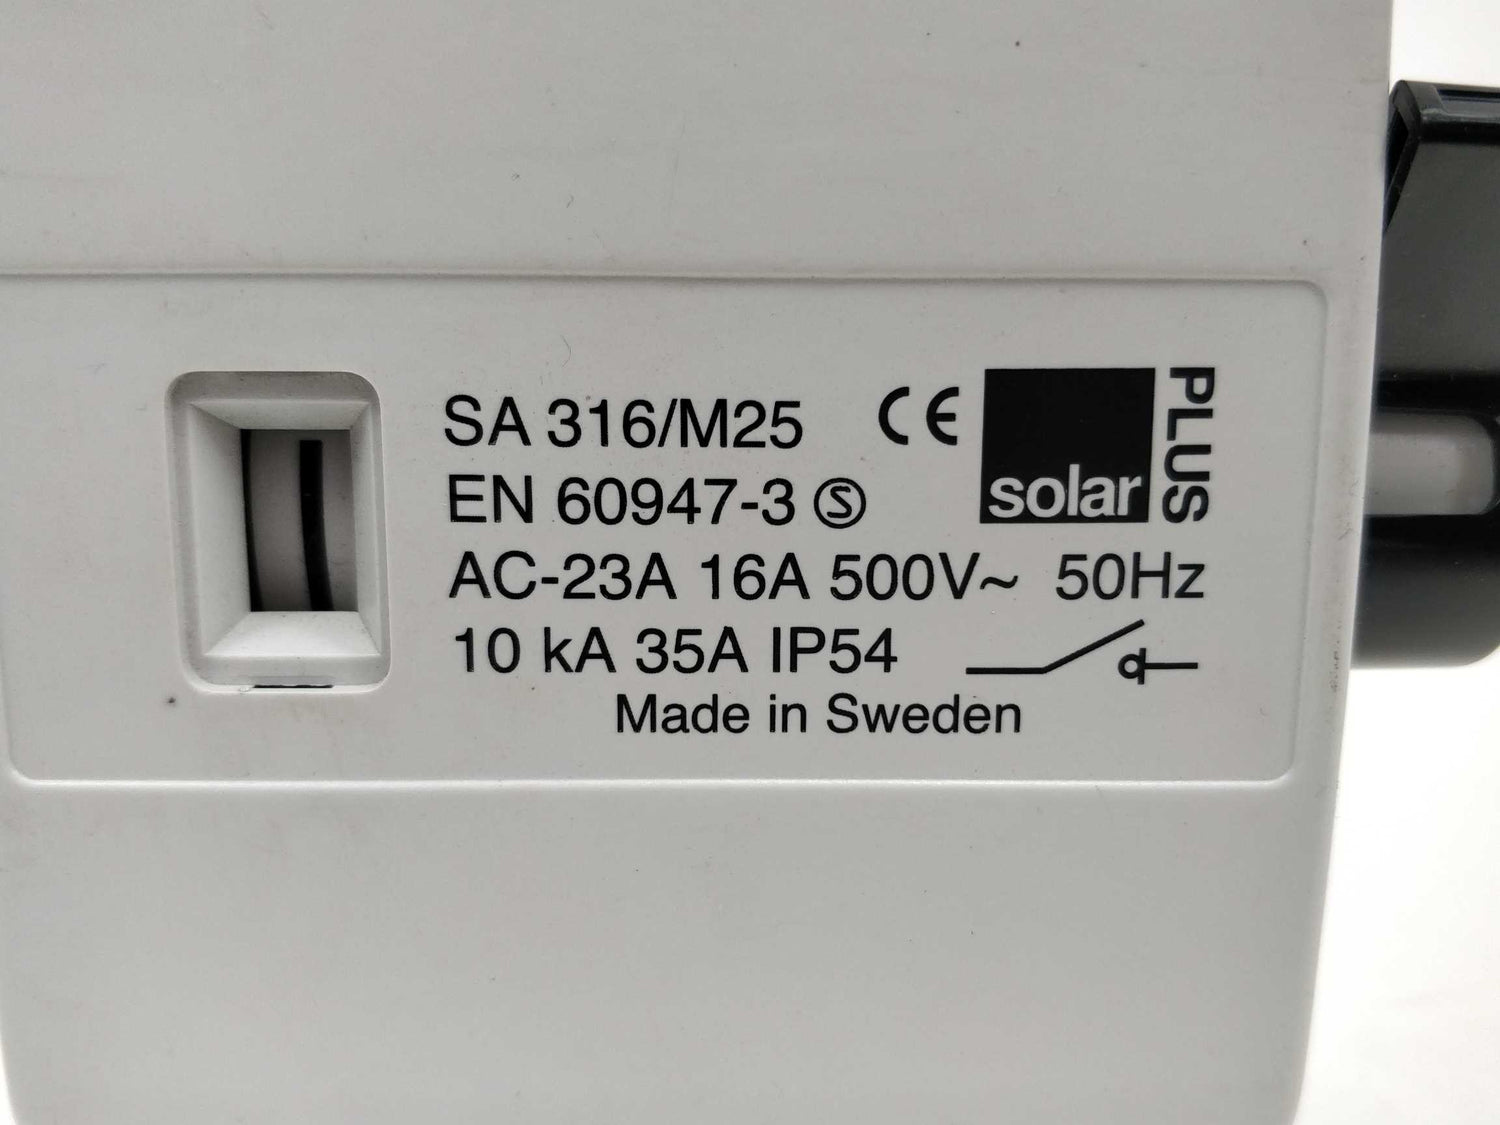 SA 316/M25 CE
solar PLUS
EN 60947-3 S
AC-23A 16A 500V~ 50Hz
10 kA 35A IP54
Made in Sweden